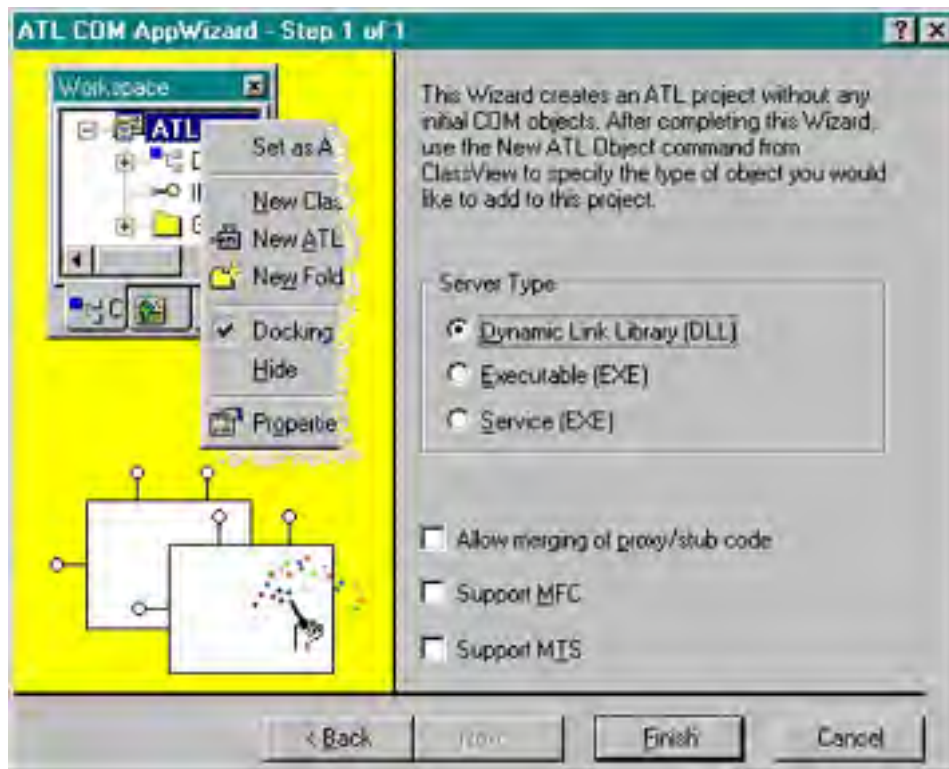 ATL COM AppWizard - Step 1 of 1
Workspace
ATL
Set as A
New Clas
New ATL
New Fold
Docking
Hide
Propertie
This Wizard creates an ATL project without any
initial COM objects. After completing this Wizard,
use the New ATL Object command from
ClassView to specify the type of object you would
like to add to this project.
Server Type
Dynamic Link Library (DLL)
Executable (EXE)
Service (EXE)
Allow merging of proxy/stub code
Support MFC
Support MTS
< Back
Finish
Cancel